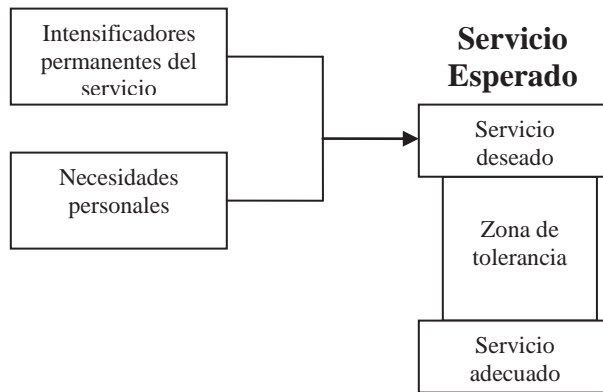 Intensificadores
permanentes del
servicio
Necesidades
personales
Servicio
Esperado
Servicio
deseado
Zona de
tolerancia
Servicio
adecuado